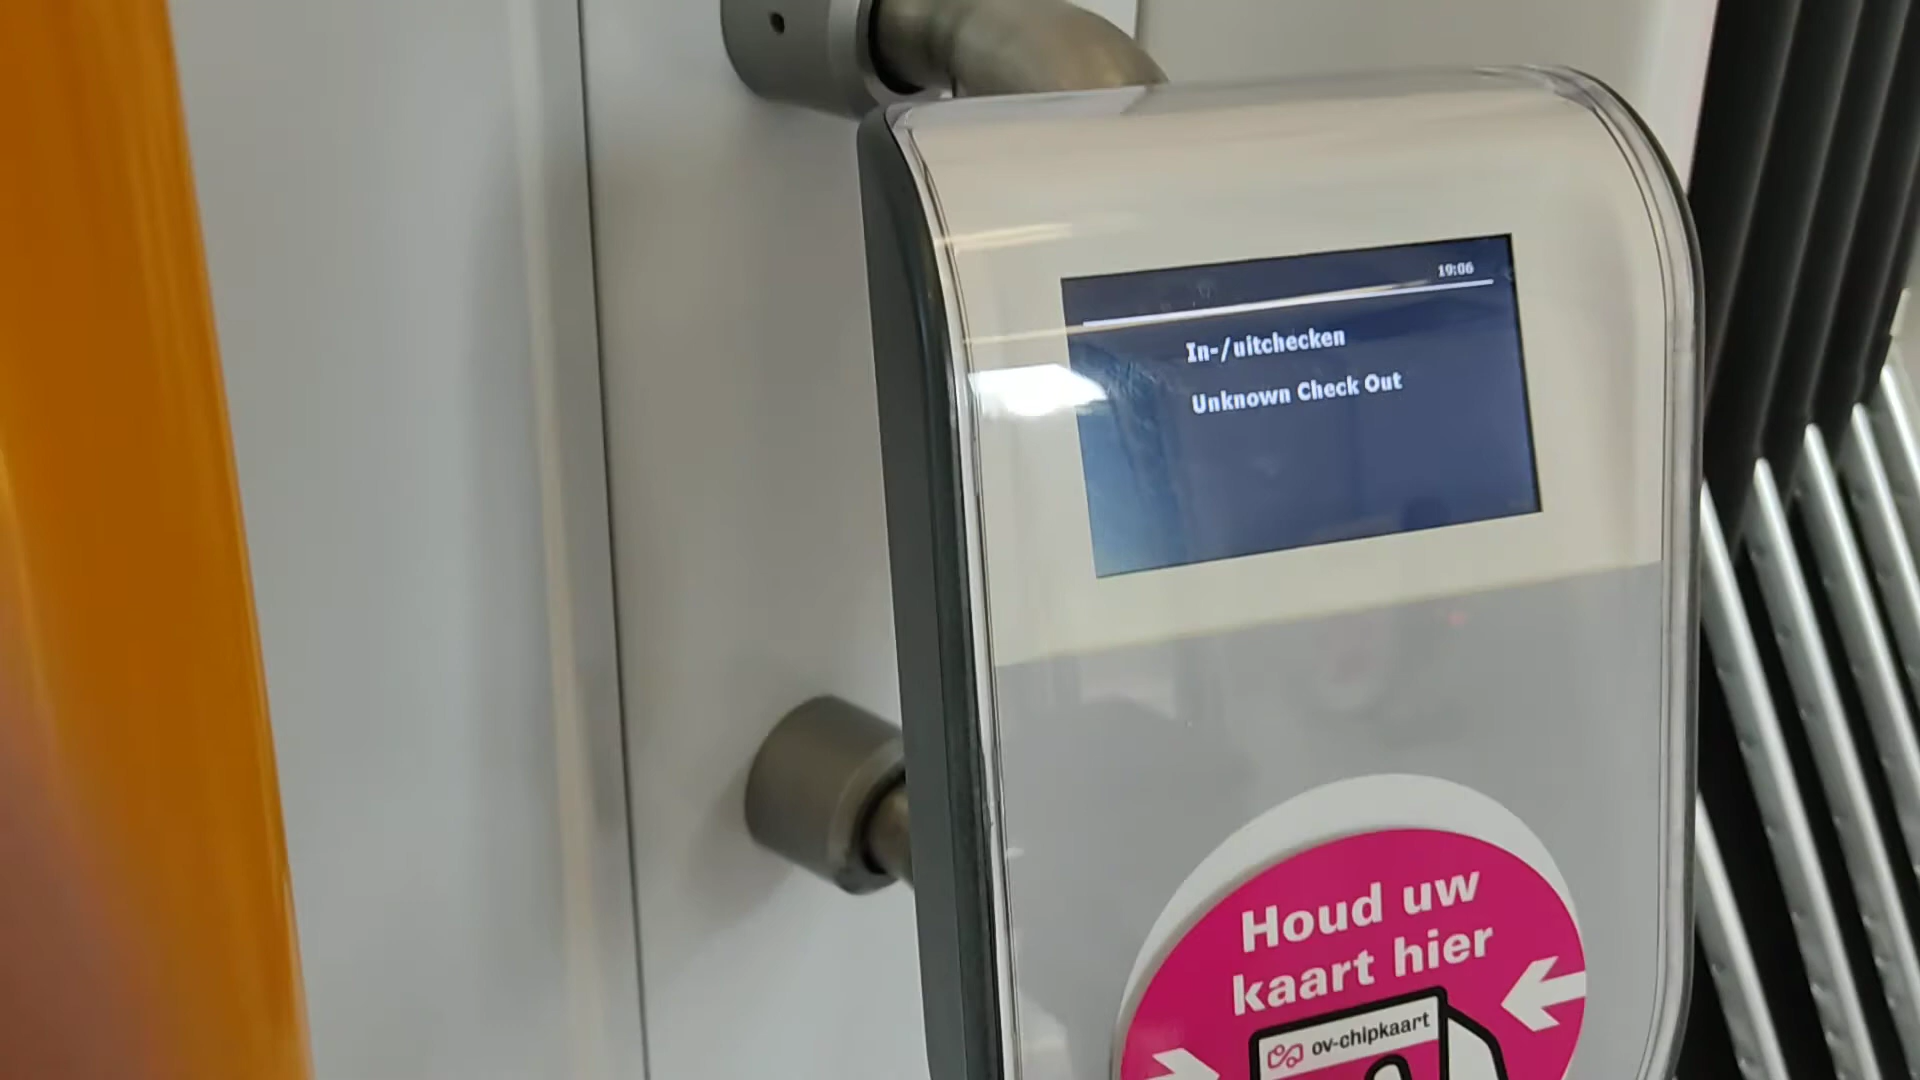 19:06
In-/uitchecken
Unknown Check Out
Houd uw
kaart hier
ov-chipkaart